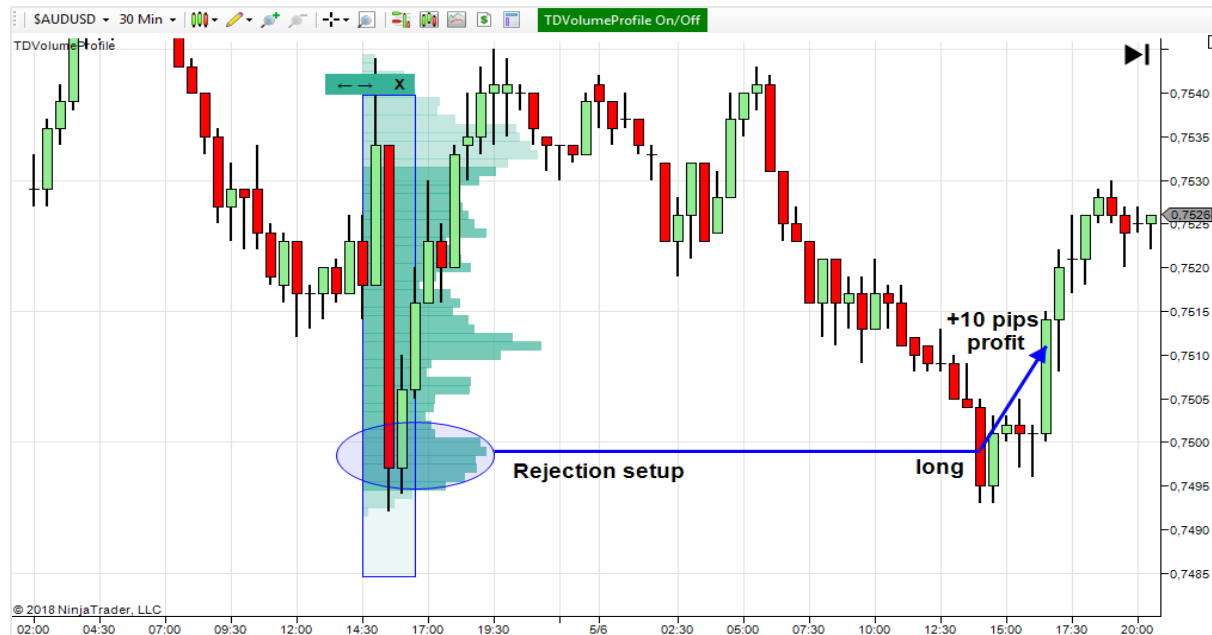 $AUDUSD 30 Min TDVolumeProfile On/Off
TDVolumeProfile
←→ X
0,7540
0,7535
0,7530
0,7526
0,7525
0,7520
0,7515
+10 pips
profit
0,7510
0,7505
0,7500
Rejection setup
long
0,7495
0,7490
0,7485
© 2018 NinjaTrader, LLC
02:00 04:30 07:00 09:30 12:00 14:30 17:00 19:30 5/6 02:30 05:00 07:30 10:00 12:30 15:00 17:30 20:00